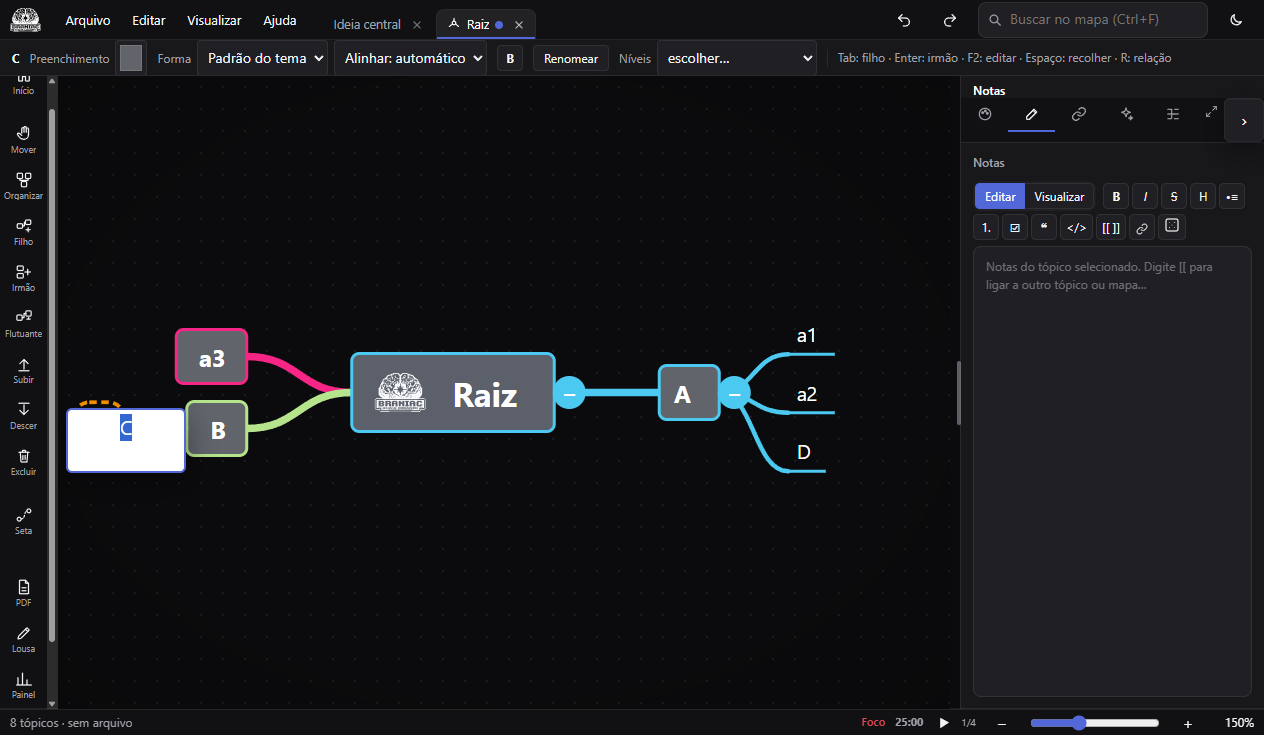 Arquivo Editar Visualizar Ajuda Ideia central Raiz Buscar no mapa (Ctrl+F)
C Preenchimento Forma Padrão do tema Alinhar: automático B Renomear Níveis escolher... Tab: filho · Enter: irmão · F2: editar · Espaço: recolher · R: relação
Início
Mover
Organizar
Filho
Irmão
Flutuante
Subir
Descer
Excluir
Seta
PDF
Lousa
Painel
a3
B
C
BRANIAC
Raiz
A
a1
a2
D
Notas
Notas
Editar Visualizar B I S H
1. ❝ </> [[ ]]
Notas do tópico selecionado. Digite [[ para
ligar a outro tópico ou mapa...
8 tópicos · sem arquivo
Foco 25:00 1/4 – + 150%